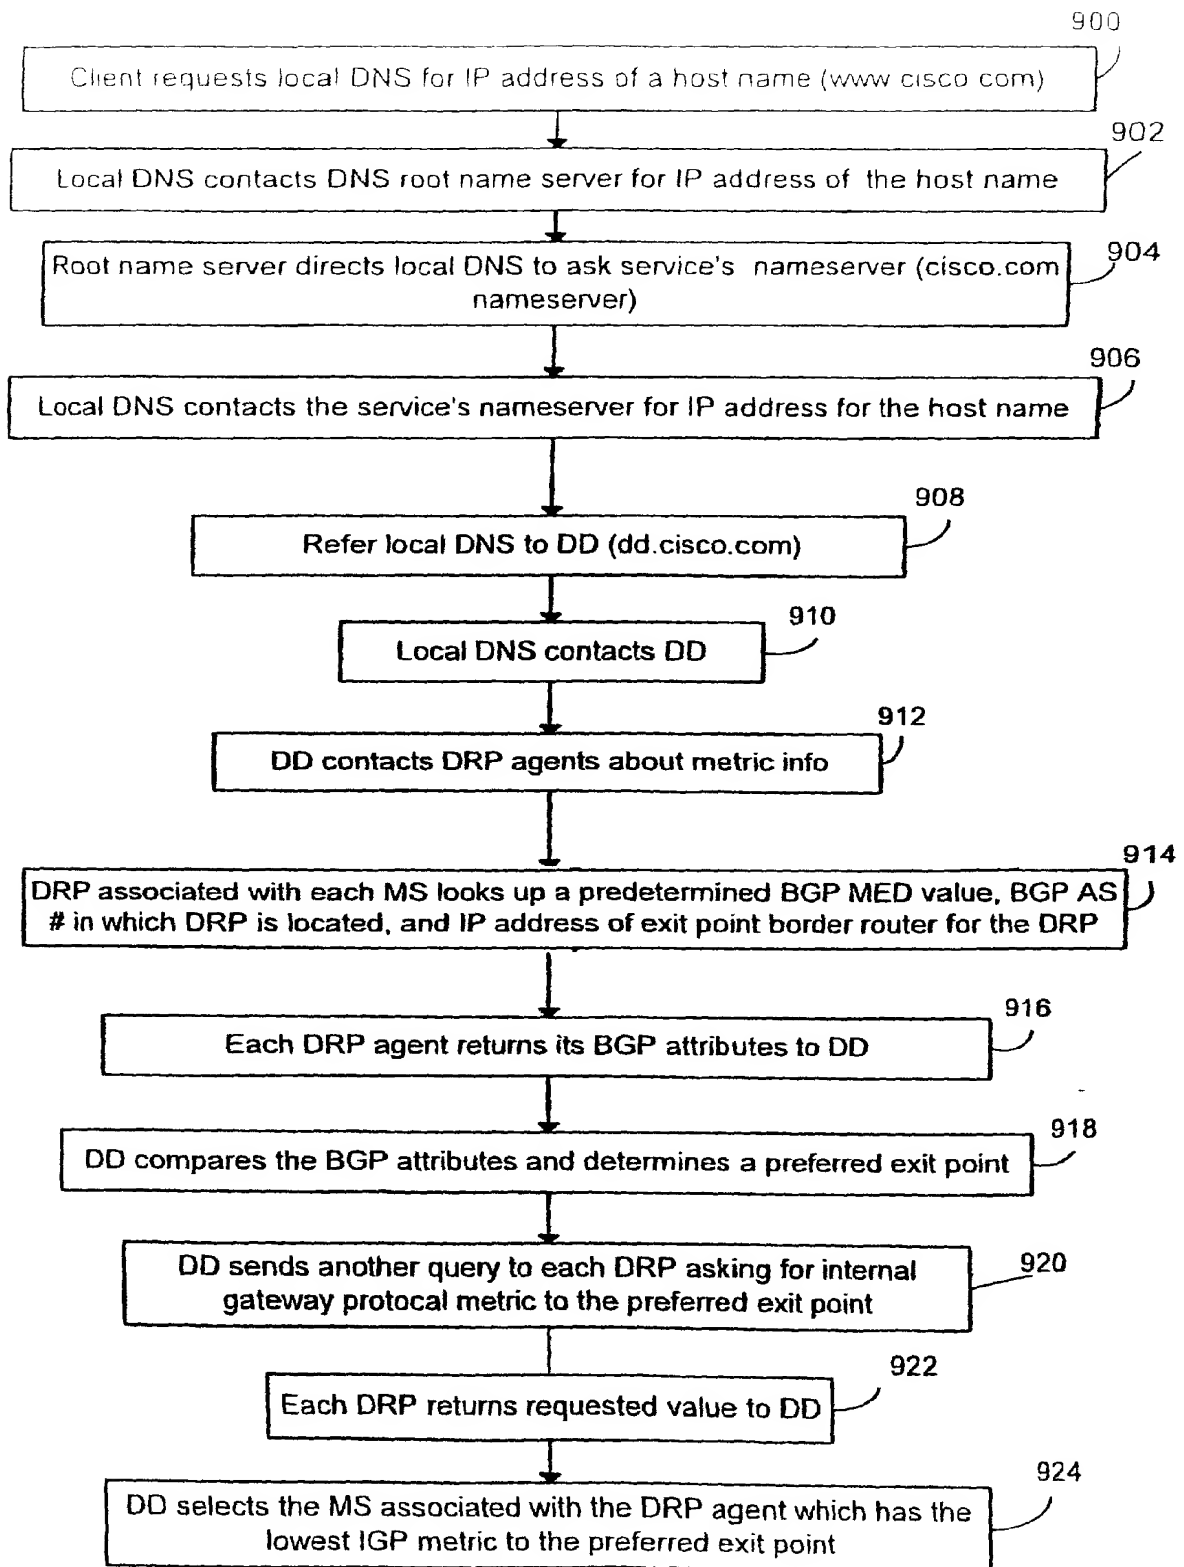 900
Client requests local DNS for IP address of a host name (www cisco com)
902
Local DNS contacts DNS root name server for IP address of the host name
904
Root name server directs local DNS to ask service's nameserver (cisco.com
nameserver)
906
Local DNS contacts the service's nameserver for IP address for the host name
908
Refer local DNS to DD (dd.cisco.com)
910
Local DNS contacts DD
912
DD contacts DRP agents about metric info
914
DRP associated with each MS looks up a predetermined BGP MED value, BGP AS
# in which DRP is located, and IP address of exit point border router for the DRP
916
Each DRP agent returns its BGP attributes to DD
918
DD compares the BGP attributes and determines a preferred exit point
920
DD sends another query to each DRP asking for internal
gateway protocal metric to the preferred exit point
922
Each DRP returns requested value to DD
924
DD selects the MS associated with the DRP agent which has the
lowest IGP metric to the preferred exit point